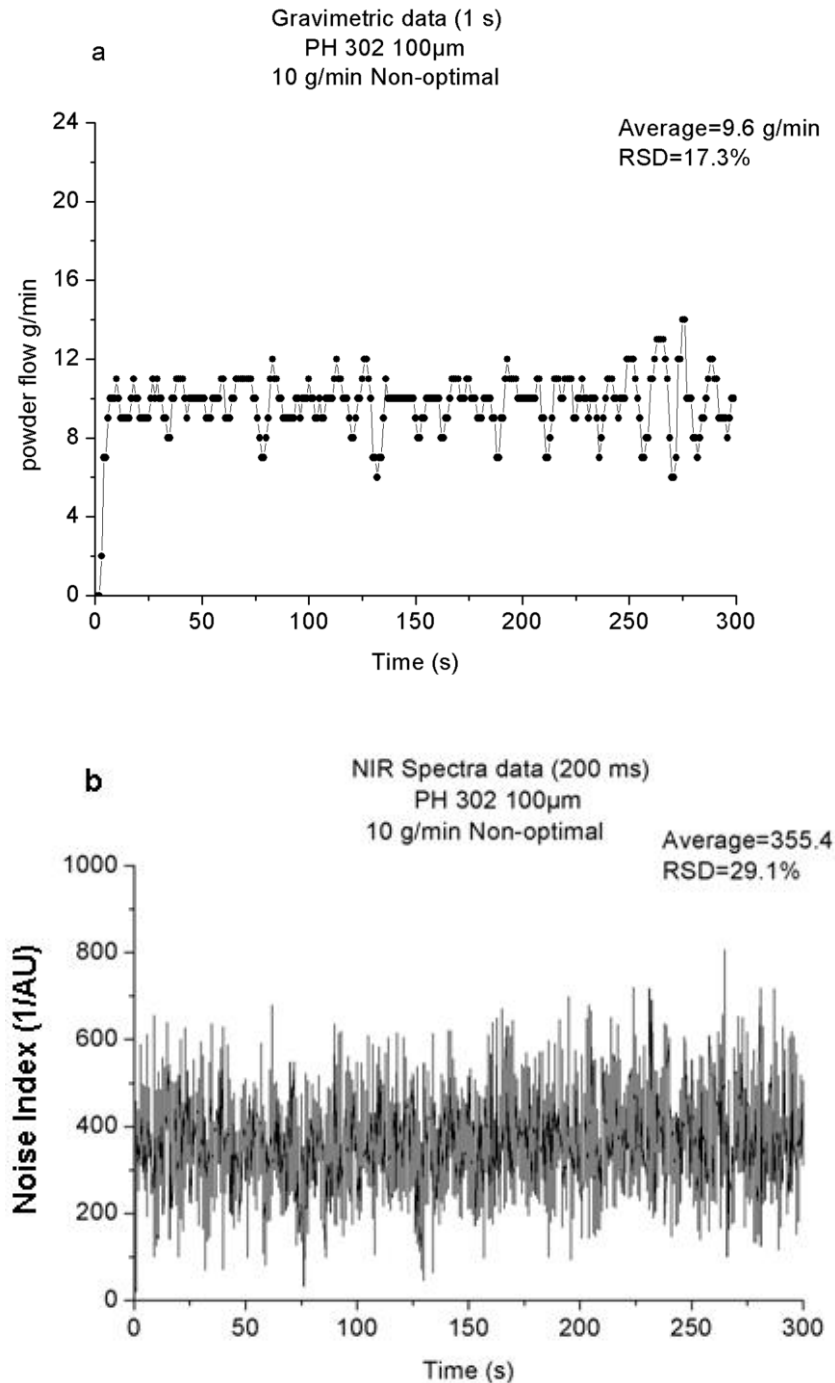 Gravimetric data (1 s)
PH 302 100µm
10 g/min Non-optimal
a
Average=9.6 g/min
RSD=17.3%
24
20
16
12
8
4
0
powder flow g/min
0 50 100 150 200 250 300
Time (s)
b
NIR Spectra data (200 ms)
PH 302 100µm
10 g/min Non-optimal
Average=355.4
RSD=29.1%
1000
800
600
400
200
0
Noise Index (1/AU)
0 50 100 150 200 250 300
Time (s)